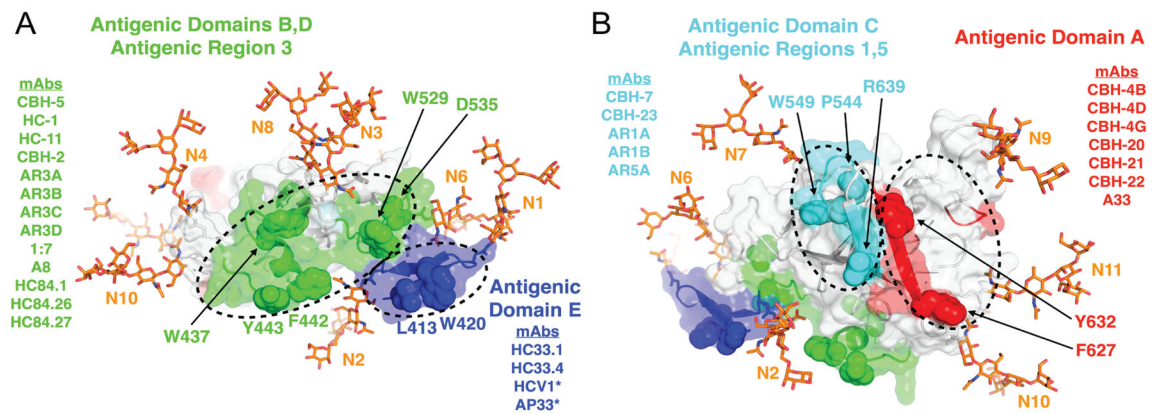 A
Antigenic Domains B,D
Antigenic Region 3
mAbs
CBH-5
HC-1
HC-11
CBH-2
AR3A
AR3B
AR3C
AR3D
1:7
A8
HC84.1
HC84.26
HC84.27
N8
N3
N4
N10
N6
N1
N2
W529
D535
W437
Y443
F442
L413
W420
Antigenic
Domain E
mAbs
HC33.1
HC33.4
HCV1*
AP33*
B
Antigenic Domain C
Antigenic Regions 1,5
Antigenic Domain A
mAbs
CBH-7
CBH-23
AR1A
AR1B
AR5A
W549
P544
R639
mAbs
CBH-4B
CBH-4D
CBH-4G
CBH-20
CBH-21
CBH-22
A33
N7
N9
N6
N11
N2
N10
Y632
F627